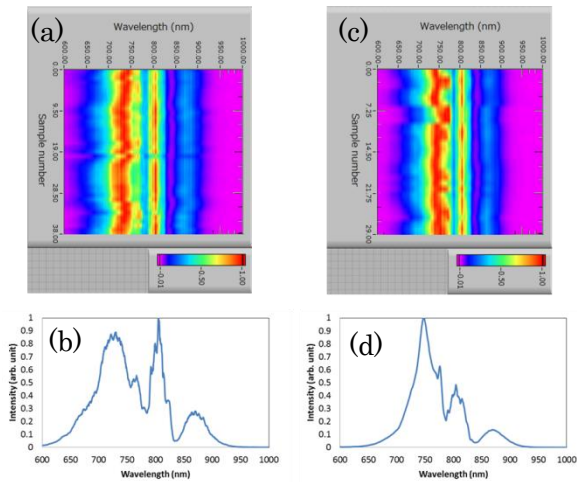 (a)
Wavelength (nm)
600.00 650.00 700.00 750.00 800.00 850.00 900.00 1000.00
Sample number
0.00
9.50
19.00
28.50
38.00
-0.01 -0.50 -1.00
(c)
Wavelength (nm)
600.00 650.00 700.00 750.00 800.00 850.00 900.00 1000.00
Sample number
0.00
7.25
14.50
21.75
29.00
-0.01 -0.50 -1.00
(b)
Intensity (arb. unit)
1
0.9
0.8
0.7
0.6
0.5
0.4
0.3
0.2
0.1
0
600 650 700 750 800 850 900 950 1000
Wavelength (nm)
(d)
Intensity (arb. unit)
1
0.9
0.8
0.7
0.6
0.5
0.4
0.3
0.2
0.1
0
600 650 700 750 800 850 900 950 1000
Wavelength (nm)